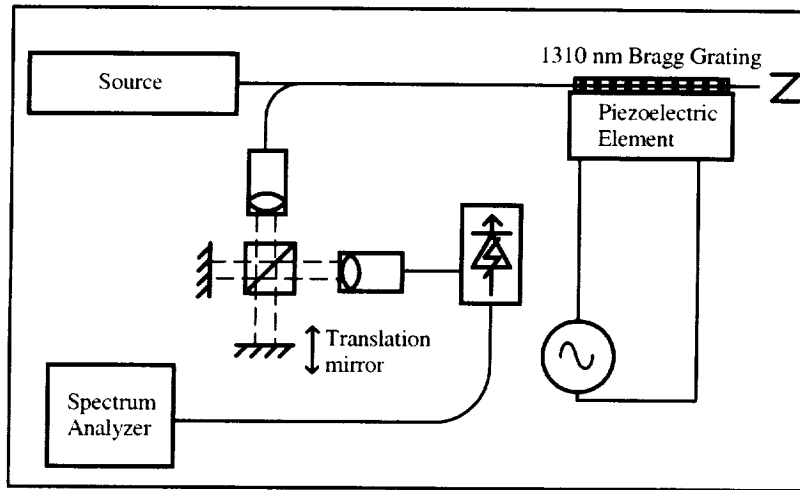 1310 nm Bragg Grating
Source
Piezoelectric
Element
Translation
mirror
Spectrum
Analyzer